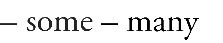 – some – many